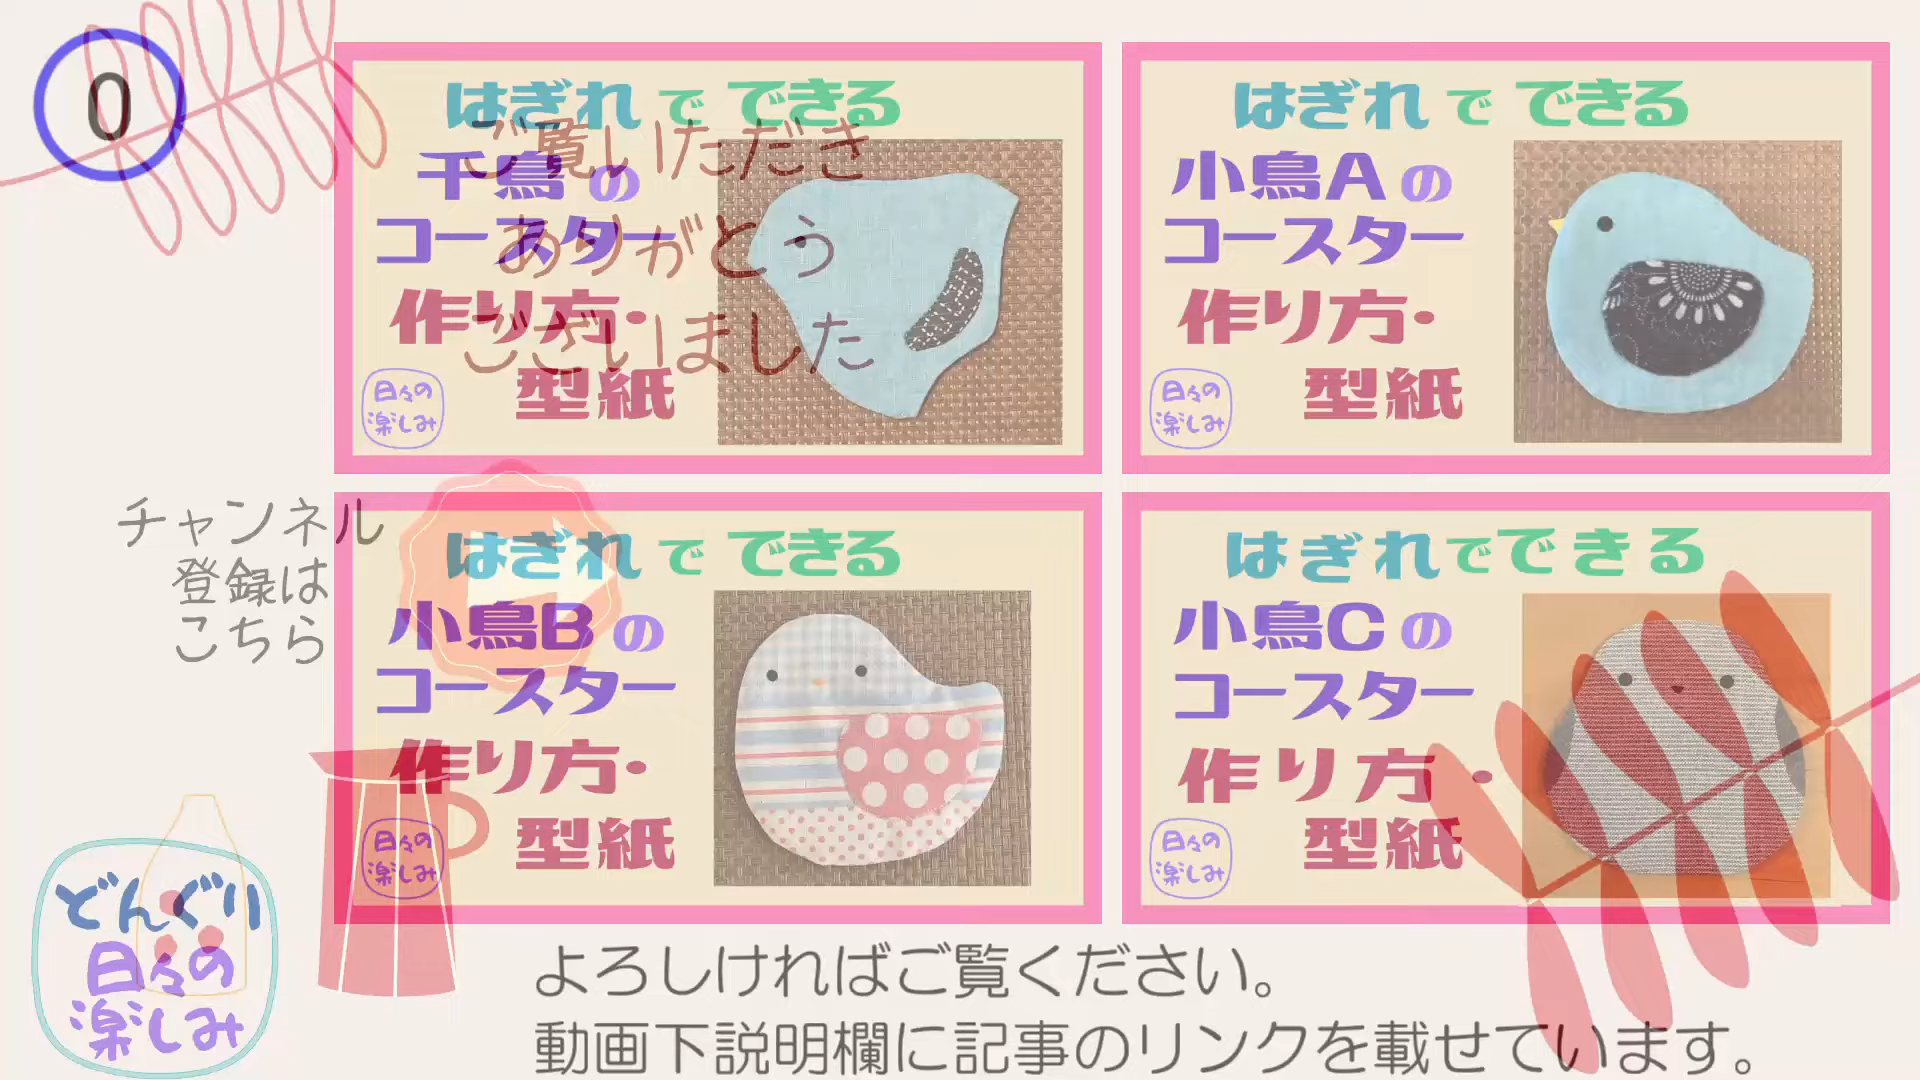 0
はぎれでできる
千鳥の
コースター
作り方・
型紙
日々の
楽しみ
はぎれでできる
小鳥Aの
コースター
作り方・
型紙
日々の
楽しみ
ご覧いただき
ありがとう
ございました
チャンネル
登録は
こちら
はぎれでできる
小鳥Bの
コースター
作り方・
型紙
日々の
楽しみ
はぎれでできる
小鳥Cの
コースター
作り方・
型紙
日々の
楽しみ
どんぐり
日々の
楽しみ
よろしければご覧ください。
動画下説明欄に記事のリンクを載せています。